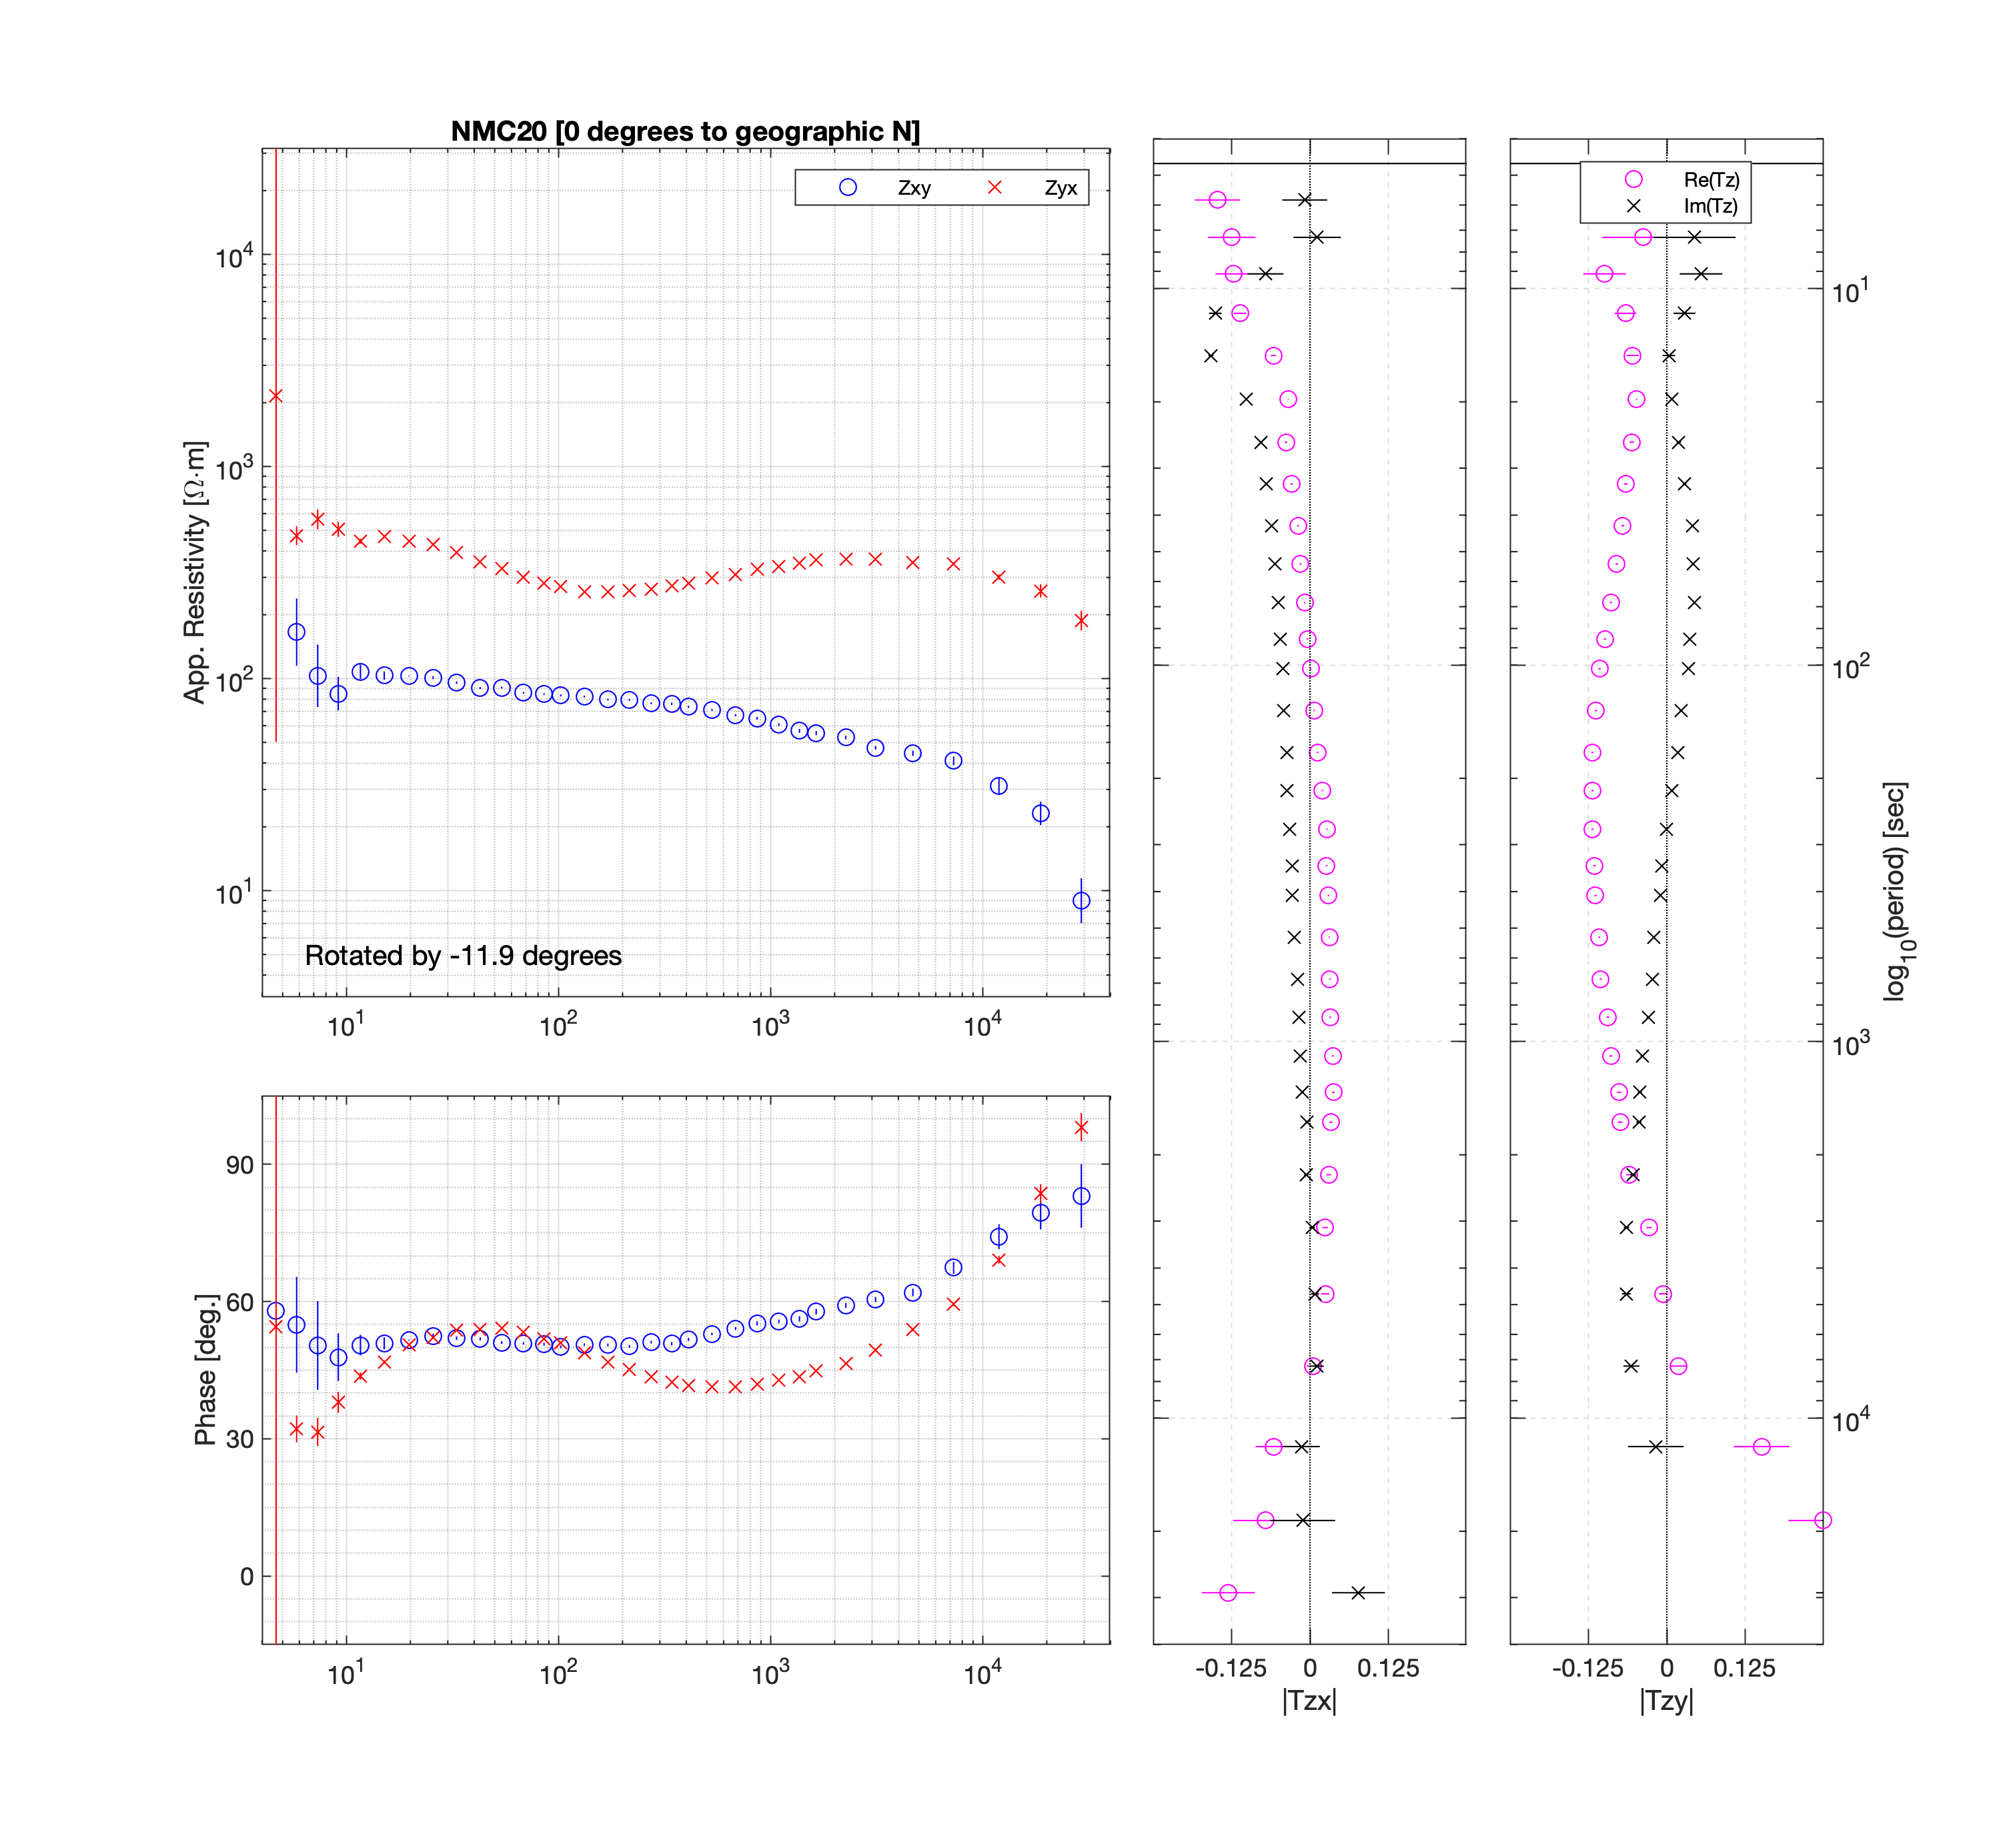 NMC20 [0 degrees to geographic N]
Zxy Zyx
App. Resistivity [Ω·m]
10^4
10^3
10^2
10^1
Rotated by -11.9 degrees
10^1 10^2 10^3 10^4
Phase [deg.]
90
60
30
0
10^1 10^2 10^3 10^4
-0.125 0 0.125
|Tzx|
Re(Tz)
Im(Tz)
10^1
10^2
10^3
10^4
log10(period) [sec]
-0.125 0 0.125
|Tzy|